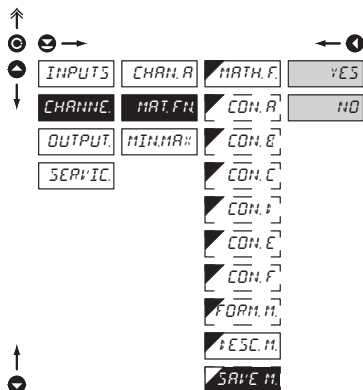 INPUTS CHAN. A MATH. F. YES
CHANNE. MAT. FN. CON. A NO
OUTPUT. MIN.MAX CON. B
SERVIC. CON. C
CON. D
CON. E
CON. F
FORM. M.
DESC. M.
SAVE M.